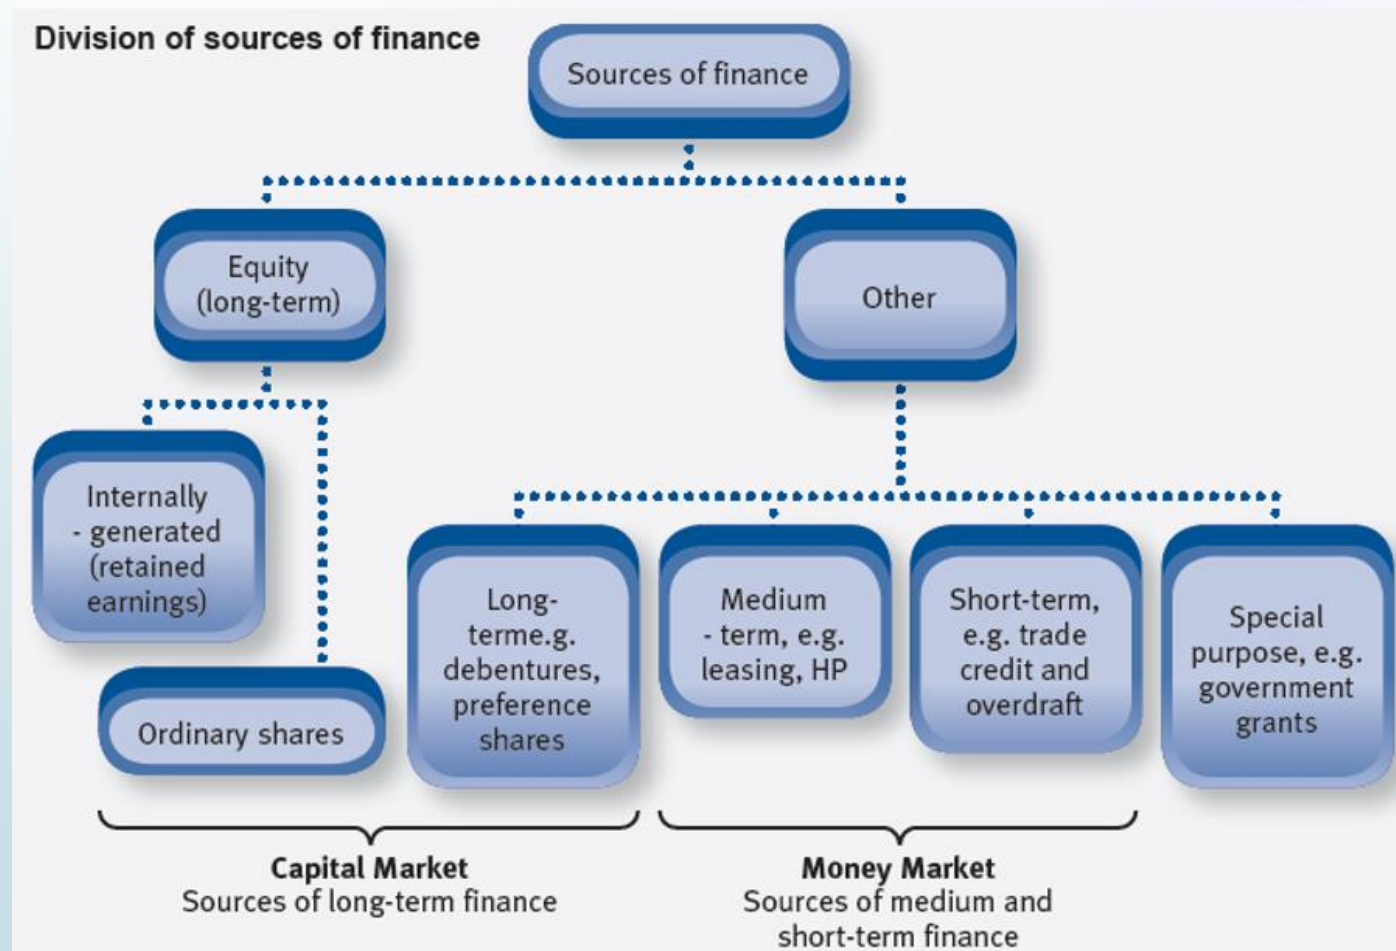 Division of sources of finance
Sources of finance
Equity
(long-term)
Other
Internally
- generated
(retained
earnings)
Ordinary shares
Long-
terme.g.
debentures,
preference
shares
Medium
- term, e.g.
leasing, HP
Short-term,
e.g. trade
credit and
overdraft
Special
purpose, e.g.
government
grants
Capital Market
Sources of long-term finance
Money Market
Sources of medium and
short-term finance